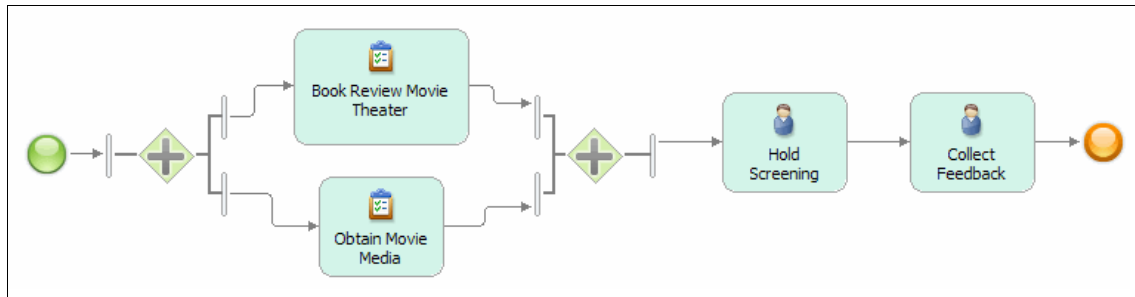 Book Review Movie
Theater
Obtain Movie
Media
Hold
Screening
Collect
Feedback